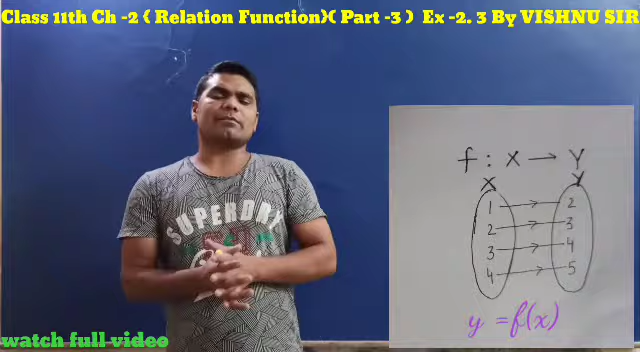 Class 11th Ch -2 ( Relation Function)( Part -3 ) Ex -2. 3 By VISHNU SIR
SUPERDRY
f : X → Y
X Y
1 2
2 3
3 4
4 5
y = f(x)
watch full video